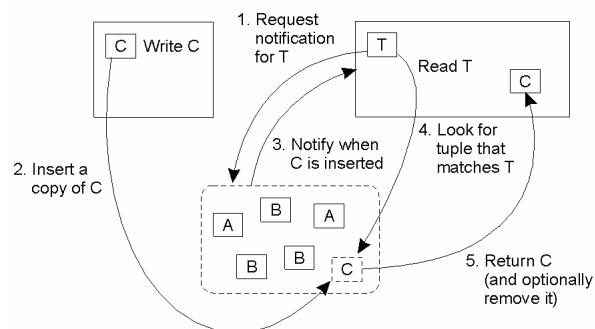 1. Request
notification
for T
C Write C
T
Read T
C
3. Notify when
C is inserted
4. Look for
tuple that
matches T
2. Insert a
copy of C
A
B
A
B
B
C
5. Return C
(and optionally
remove it)